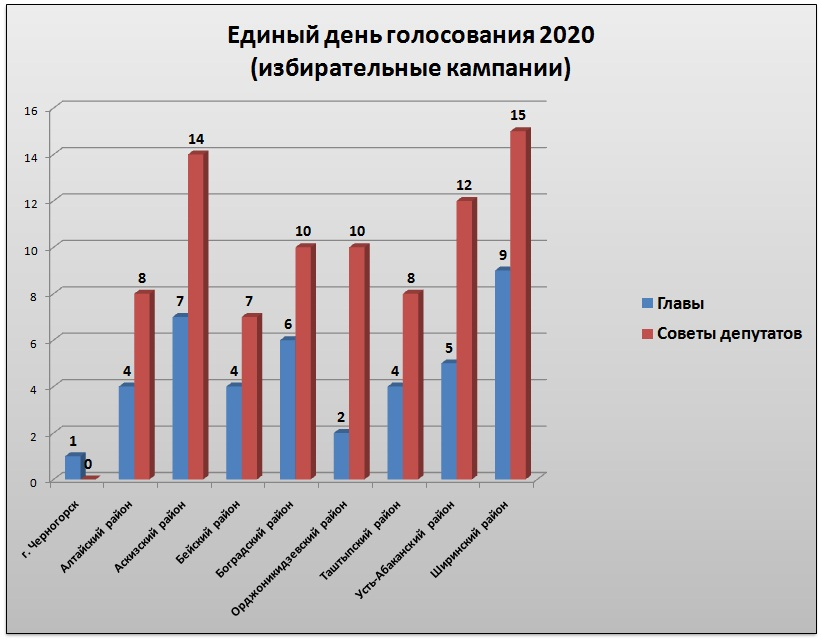 Единый день голосования 2020
(избирательные кампании)
16
14
12
10
8
6
4
2
0
1
0
4
8
7
14
4
7
6
10
2
10
4
8
5
12
9
15
г. Черногорск
Алтайский район
Аскизский район
Бейский район
Боградский район
Орджоникидзевский район
Таштыпский район
Усть-Абаканский район
Ширинский район
Главы
Советы депутатов